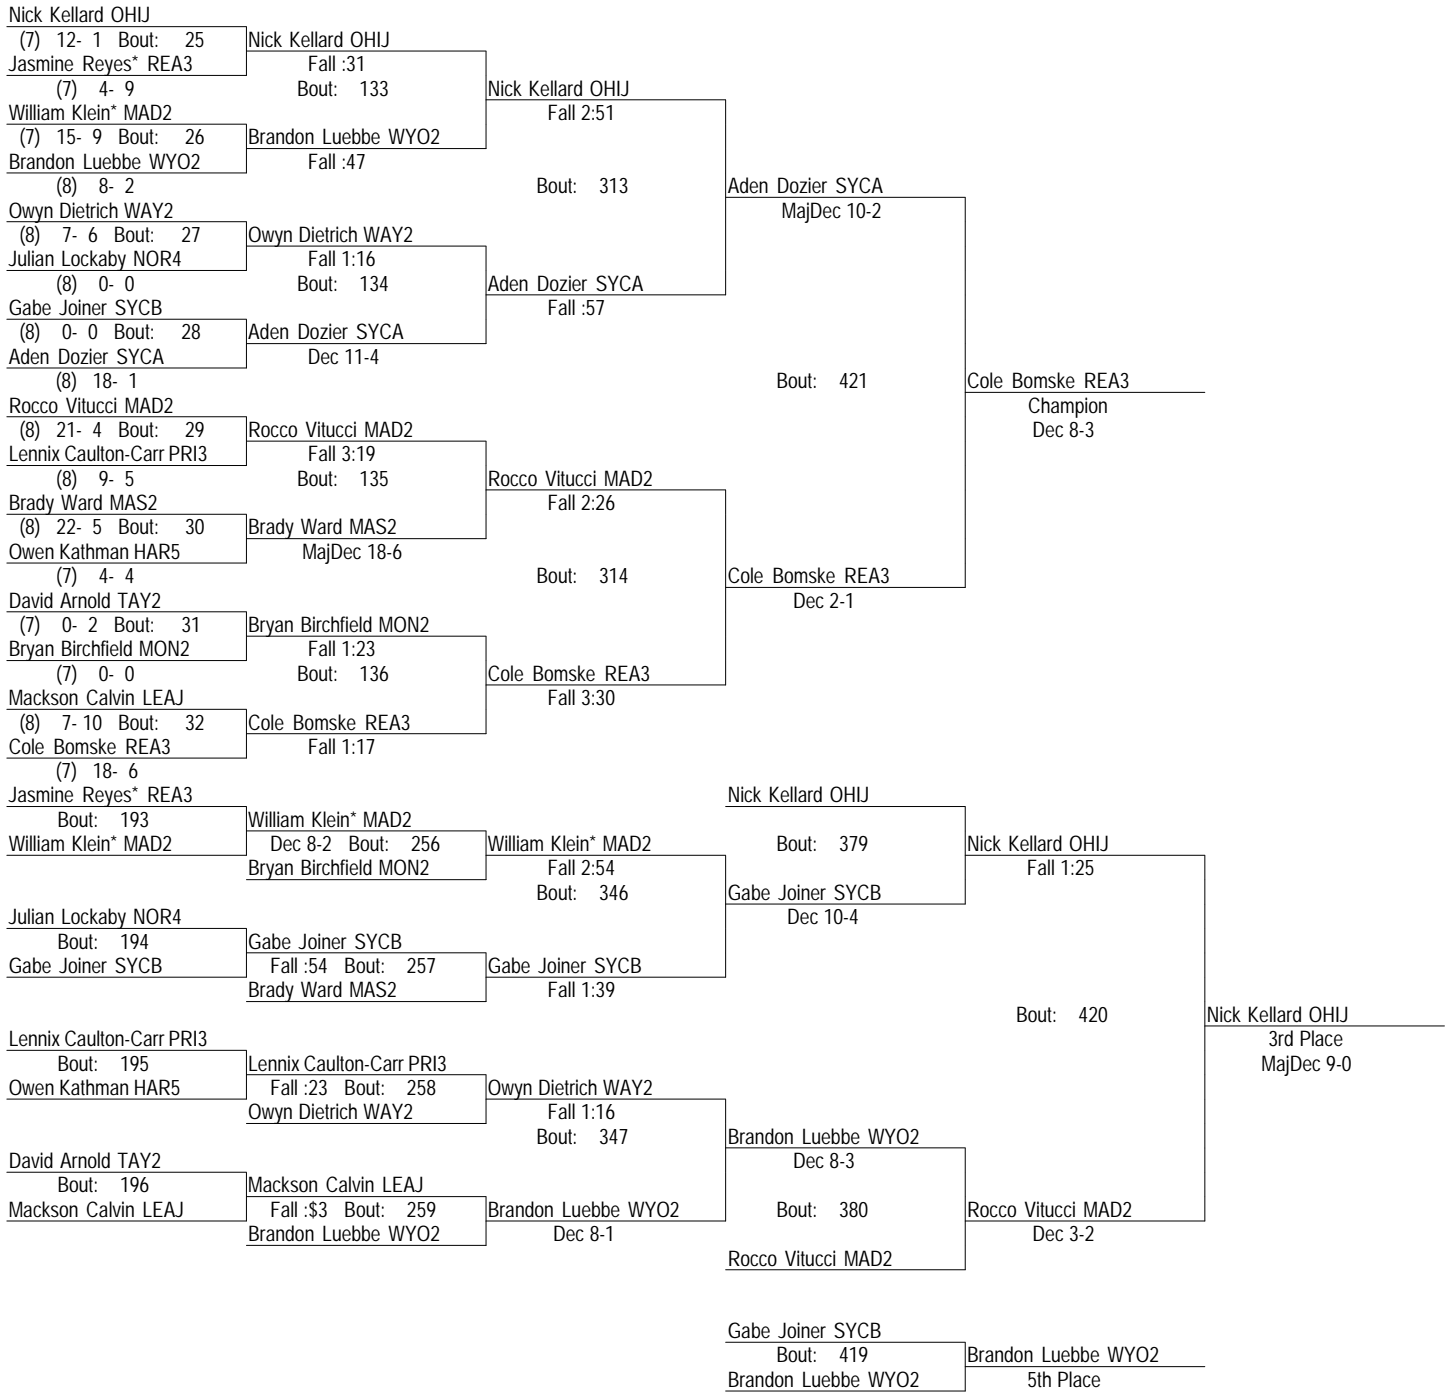 Nick Kellard OHIJ
(7) 12- 1 Bout: 25 Nick Kellard OHIJ
Jasmine Reyes* REA3 Fall :31
(7) 4- 9 Bout: 133 Nick Kellard OHIJ
William Klein* MAD2 Fall 2:51
(7) 15- 9 Bout: 26 Brandon Luebbe WYO2
Brandon Luebbe WYO2 Fall :47
(8) 8- 2 Bout: 313 Aden Dozier SYCA
Owyn Dietrich WAY2 MajDec 10-2
(8) 7- 6 Bout: 27 Owyn Dietrich WAY2
Julian Lockaby NOR4 Fall 1:16
(8) 0- 0 Bout: 134 Aden Dozier SYCA
Gabe Joiner SYCB Fall :57
(8) 0- 0 Bout: 28 Aden Dozier SYCA
Aden Dozier SYCA Dec 11-4
(8) 18- 1 Bout: 421 Cole Bomske REA3
Rocco Vitucci MAD2 Champion
(8) 21- 4 Bout: 29 Rocco Vitucci MAD2 Dec 8-3
Lennix Caulton-Carr PRI3 Fall 3:19
(8) 9- 5 Bout: 135 Rocco Vitucci MAD2
Brady Ward MAS2 Fall 2:26
(8) 22- 5 Bout: 30 Brady Ward MAS2
Owen Kathman HAR5 MajDec 18-6
(7) 4- 4 Bout: 314 Cole Bomske REA3
David Arnold TAY2 Dec 2-1
(7) 0- 2 Bout: 31 Bryan Birchfield MON2
Bryan Birchfield MON2 Fall 1:23
(7) 0- 0 Bout: 136 Cole Bomske REA3
Mackson Calvin LEAJ Fall 3:30
(8) 7- 10 Bout: 32 Cole Bomske REA3
Cole Bomske REA3 Fall 1:17
(7) 18- 6
Jasmine Reyes* REA3 Nick Kellard OHIJ
Bout: 193 William Klein* MAD2
William Klein* MAD2 Dec 8-2 Bout: 256 William Klein* MAD2 Bout: 379 Nick Kellard OHIJ
Bryan Birchfield MON2 Fall 2:54 Fall 1:25
Bout: 346 Gabe Joiner SYCB
Julian Lockaby NOR4 Dec 10-4
Bout: 194 Gabe Joiner SYCB
Gabe Joiner SYCB Fall :54 Bout: 257 Gabe Joiner SYCB
Brady Ward MAS2 Fall 1:39
Bout: 420 Nick Kellard OHIJ
Lennix Caulton-Carr PRI3 3rd Place
Bout: 195 Lennix Caulton-Carr PRI3 MajDec 9-0
Owen Kathman HAR5 Fall :23 Bout: 258 Owyn Dietrich WAY2
Owyn Dietrich WAY2 Fall 1:16
Bout: 347 Brandon Luebbe WYO2
David Arnold TAY2 Dec 8-3
Bout: 196 Mackson Calvin LEAJ
Mackson Calvin LEAJ Fall :$3 Bout: 259 Brandon Luebbe WYO2 Bout: 380 Rocco Vitucci MAD2
Brandon Luebbe WYO2 Dec 8-1 Dec 3-2
Rocco Vitucci MAD2
Gabe Joiner SYCB
Bout: 419 Brandon Luebbe WYO2
Brandon Luebbe WYO2 5th Place